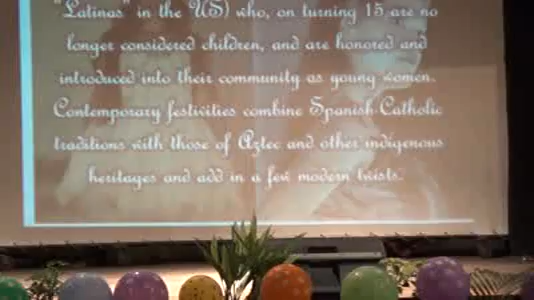 "Latinas" in the US) who, on turning 15, are no
longer considered children, and are honored and
introduced into their community as young women.
Contemporary festivities combine Spanish-Catholic
traditions with those of Aztec and other indigenous
heritages and add in a few modern twists.